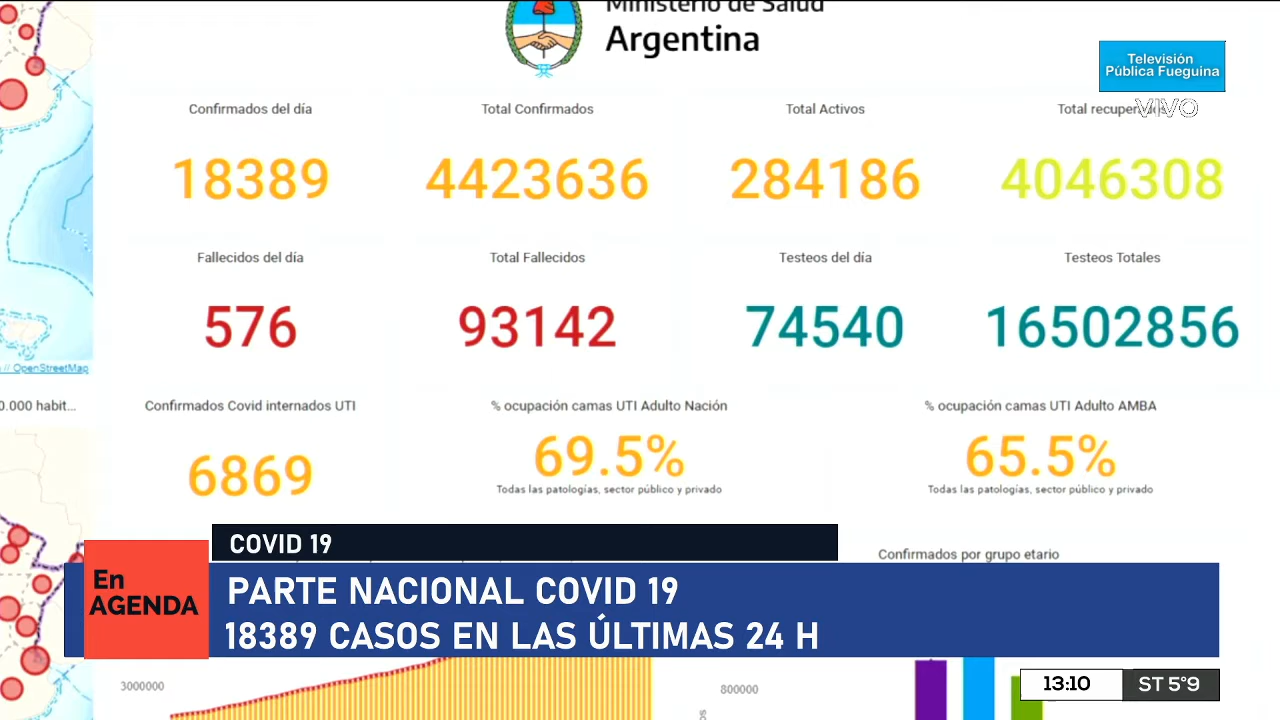 Ministerio de Salud
Argentina
Televisión
Pública Fueguina
VIVO
Confirmados del día
Total Confirmados
Total Activos
18389
4423636
284186
4046308
Fallecidos del día
Total Fallecidos
Testeos del día
Testeos Totales
576
93142
74540
16502856
// OpenStreetMap
0.000 habit...
Confirmados Covid internados UTI
% ocupación camas UTI Adulto Nación
% ocupación camas UTI Adulto AMBA
6869
69.5%
65.5%
Todas las patologías, sector público y privado
Todas las patologías, sector público y privado
COVID 19
Confirmados por grupo etario
En
AGENDA
PARTE NACIONAL COVID 19
18389 CASOS EN LAS ÚLTIMAS 24 H
3000000
800000
13:10
ST 5°9